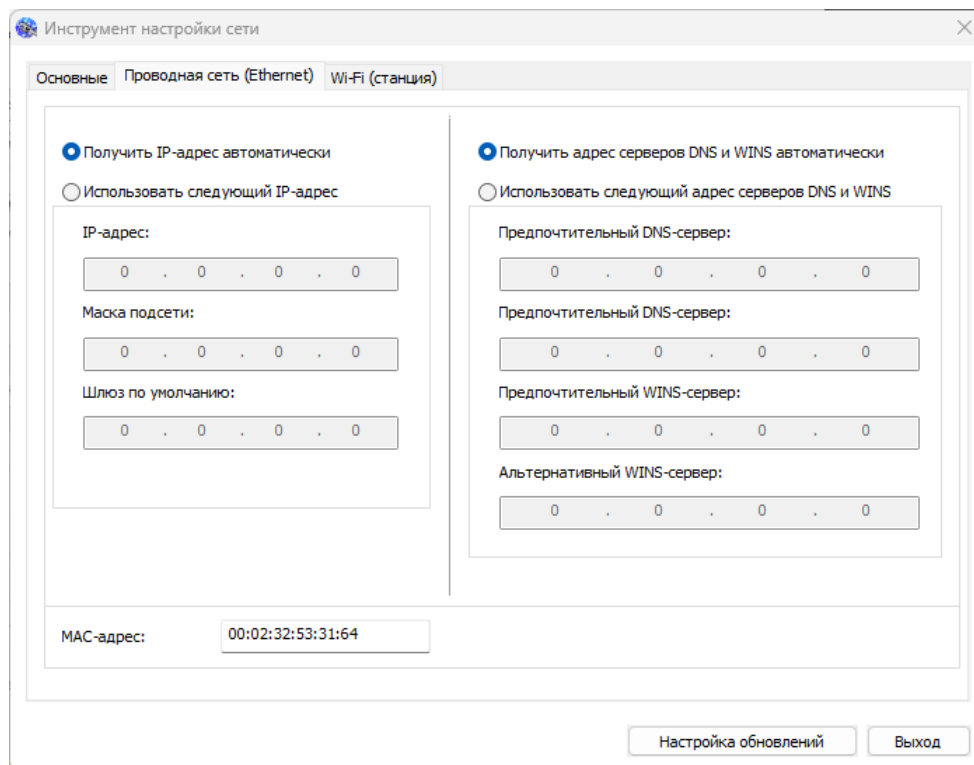 Инструмент настройки сети
Основные
Проводная сеть (Ethernet)
Wi-Fi (станция)
Получить IP-адрес автоматически
Использовать следующий IP-адрес
IP-адрес:
0 . 0 . 0 . 0
Маска подсети:
0 . 0 . 0 . 0
Шлюз по умолчанию:
0 . 0 . 0 . 0
Получить адрес серверов DNS и WINS автоматически
Использовать следующий адрес серверов DNS и WINS
Предпочтительный DNS-сервер:
0 . 0 . 0 . 0
Предпочтительный DNS-сервер:
0 . 0 . 0 . 0
Предпочтительный WINS-сервер:
0 . 0 . 0 . 0
Альтернативный WINS-сервер:
0 . 0 . 0 . 0
MAC-адрес:
00:02:32:53:31:64
Настройка обновлений
Выход